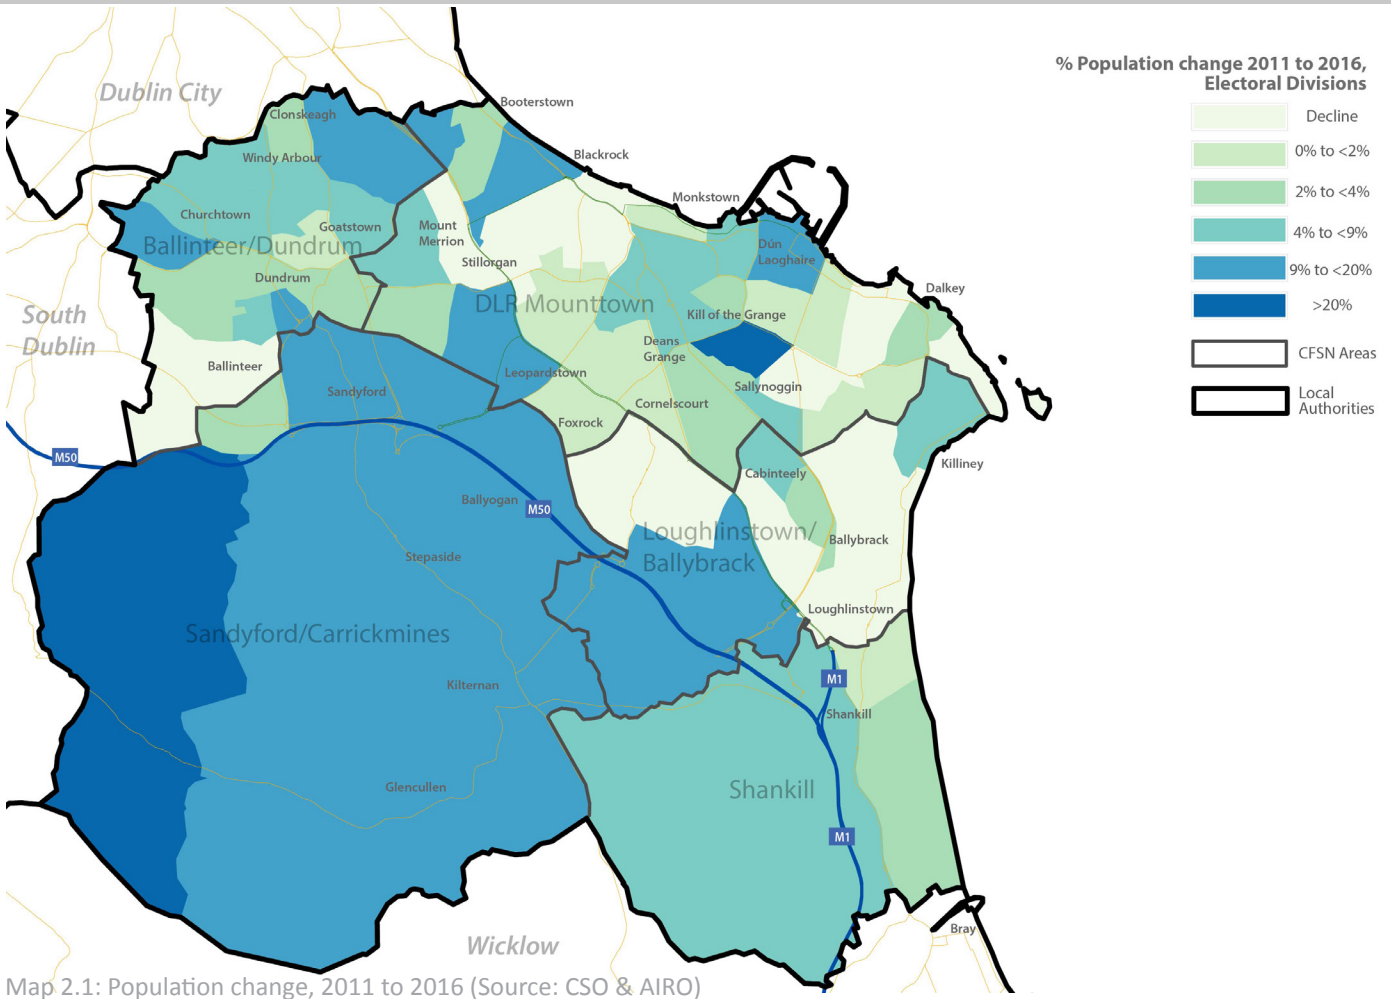 % Population change 2011 to 2016,
Electoral Divisions
Decline
0% to <2%
2% to <4%
4% to <9%
9% to <20%
>20%
CFSN Areas
Local
Authorities
Dublin City
Booterstown
Clonskeagh
Windy Arbour
Blackrock
Monkstown
Churchtown
Goatstown
Mount
Merrion
Ballinteer/Dundrum
Dún
Laoghaire
Stillorgan
Dundrum
Dalkey
DLR Mounttown
South
Dublin
Kill of the Grange
Deans
Grange
Ballinteer
Leopardstown
Sandyford
Sallynoggin
Cornelscourt
Foxrock
M50
Killiney
Cabinteely
Ballyogan
M50
Loughlinstown/
Ballybrack
Ballybrack
Stepaside
Loughlinstown
Sandyford/Carrickmines
Kilternan
M1
Shankill
Glencullen
Shankill
M1
Bray
Wicklow
Map 2.1: Population change, 2011 to 2016 (Source: CSO & AIRO)